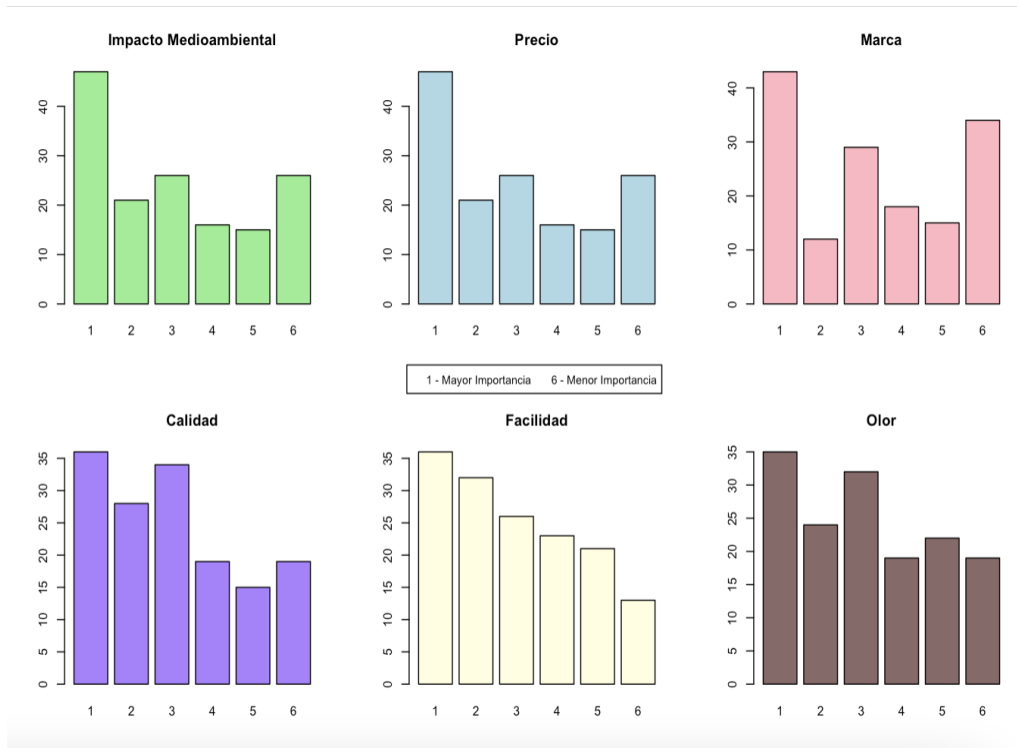 Impacto Medioambiental
0 10 20 30 40
1 2 3 4 5 6
Precio
0 10 20 30 40
1 2 3 4 5 6
Marca
0 10 20 30 40
1 2 3 4 5 6
1 - Mayor Importancia 6 - Menor Importancia
Calidad
0 5 10 15 20 25 30 35
1 2 3 4 5 6
Facilidad
0 5 10 15 20 25 30 35
1 2 3 4 5 6
Olor
0 5 10 15 20 25 30 35
1 2 3 4 5 6